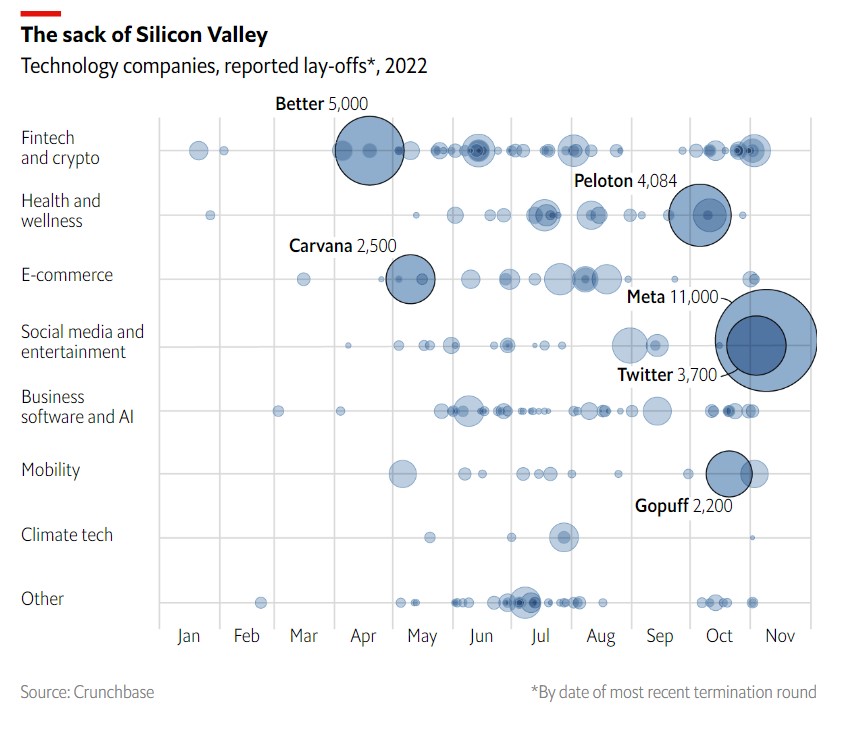 The sack of Silicon Valley
Technology companies, reported lay-offs*, 2022
Better 5,000
Fintech
and crypto
Peloton 4,084
Health and
wellness
Carvana 2,500
E-commerce
Meta 11,000
Social media and
entertainment
Twitter 3,700
Business
software and AI
Mobility
Gopuff 2,200
Climate tech
Other
Jan Feb Mar Apr May Jun Jul Aug Sep Oct Nov
Source: Crunchbase
*By date of most recent termination round